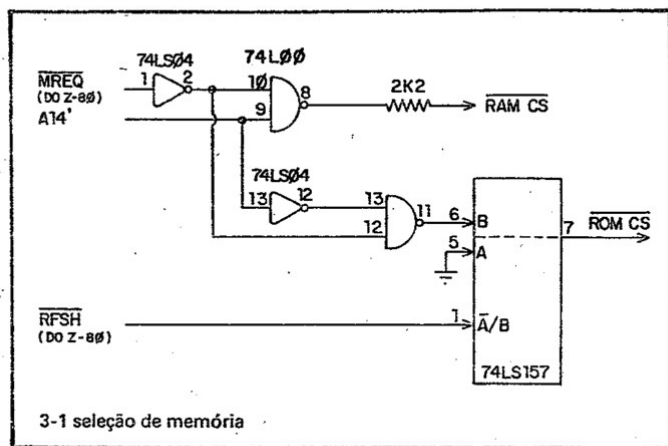 74LS04 74L00
MREQ 1 2 10 8 2K2 RAM CS
(DO Z-80)
A14' 9
74LS04
13 12 13 11 6 B 7 ROM CS
12 5 A
RFSH 1 A/B
(DO Z-80)
74LS157
3-1 seleção de memória